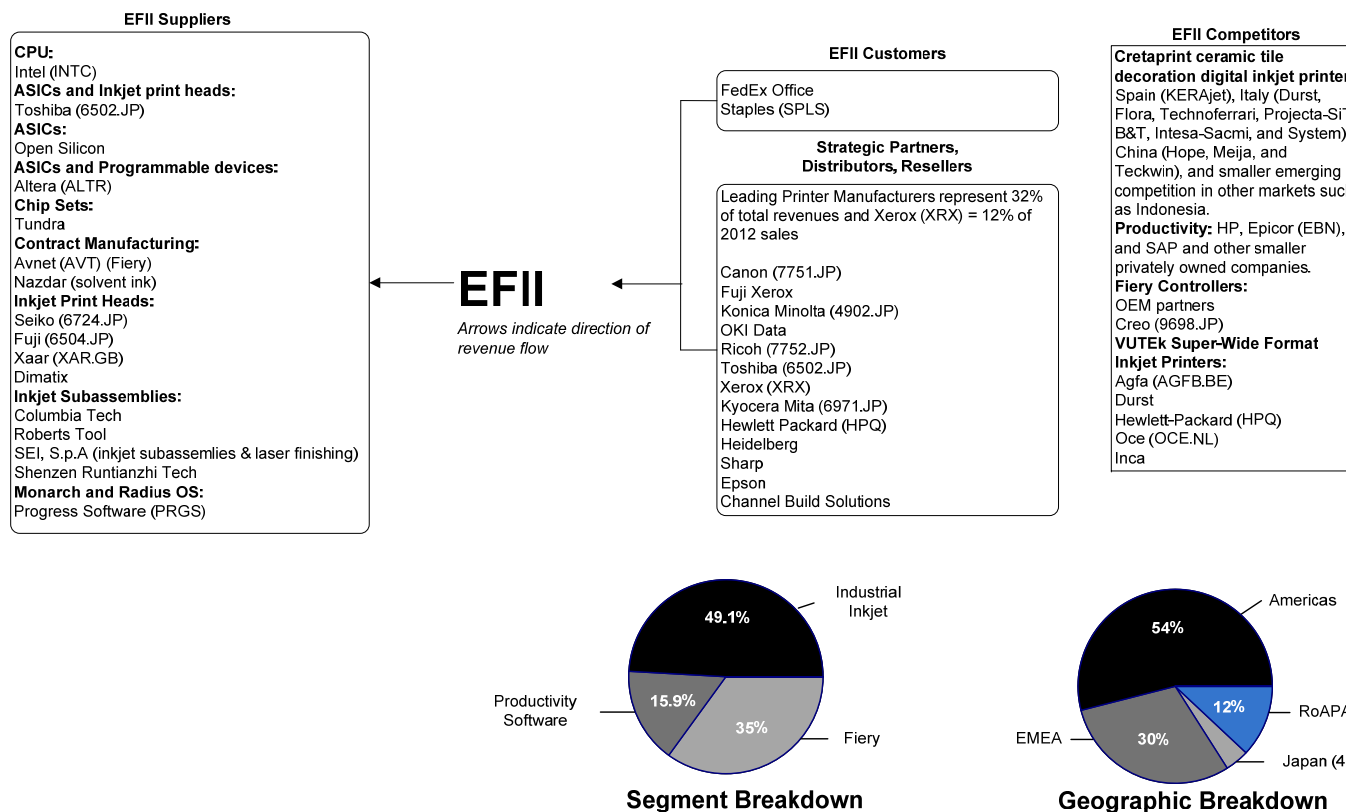 EFII Suppliers
CPU:
Intel (INTC)
ASICs and Inkjet print heads:
Toshiba (6502.JP)
ASICs:
Open Silicon
ASICs and Programmable devices:
Altera (ALTR)
Chip Sets:
Tundra
Contract Manufacturing:
Avnet (AVT) (Fiery)
Nazdar (solvent ink)
Inkjet Print Heads:
Seiko (6724.JP)
Fuji (6504.JP)
Xaar (XAR.GB)
Dimatix
Inkjet Subassemblies:
Columbia Tech
Roberts Tool
SEI, S.p.A (inkjet subassemlies & laser finishing)
Shenzen Runtianzhi Tech
Monarch and Radius OS:
Progress Software (PRGS)
EFII
Arrows indicate direction of
revenue flow
EFII Customers
FedEx Office
Staples (SPLS)
Strategic Partners,
Distributors, Resellers
Leading Printer Manufacturers represent 32%
of total revenues and Xerox (XRX) = 12% of
2012 sales
Canon (7751.JP)
Fuji Xerox
Konica Minolta (4902.JP)
OKI Data
Ricoh (7752.JP)
Toshiba (6502.JP)
Xerox (XRX)
Kyocera Mita (6971.JP)
Hewlett Packard (HPQ)
Heidelberg
Sharp
Epson
Channel Build Solutions
EFII Competitors
Cretaprint ceramic tile
decoration digital inkjet printer
Spain (KERAjet), Italy (Durst,
Flora, Technoferrari, Projecta-SiT
B&T, Intesa-Sacmi, and System)
China (Hope, Meija, and
Teckwin), and smaller emerging
competition in other markets suc
as Indonesia.
Productivity: HP, Epicor (EBN),
and SAP and other smaller
privately owned companies.
Fiery Controllers:
OEM partners
Creo (9698.JP)
VUTEk Super-Wide Format
Inkjet Printers:
Agfa (AGFB.BE)
Durst
Hewlett-Packard (HPQ)
Oce (OCE.NL)
Inca
Industrial
Inkjet
49.1%
Productivity
Software
15.9%
35%
Fiery
Segment Breakdown
Americas
54%
12%
RoAPA
EMEA
30%
Japan (4
Geographic Breakdown